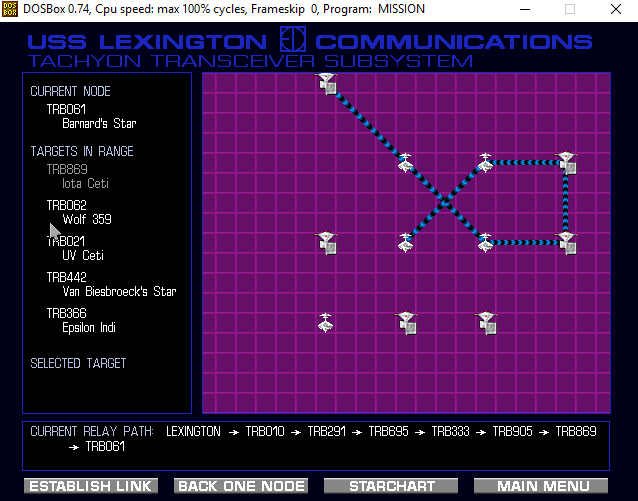 DOS BOX DOSBox 0.74, Cpu speed: max 100% cycles, Frameskip 0, Program: MISSION
USS LEXINGTON COMMUNICATIONS
TACHYON TRANSCEIVER SUBSYSTEM
CURRENT NODE
TRB061
Barnard's Star
TARGETS IN RANGE
TRB869
Iota Ceti
TRB062
Wolf 359
TRB021
UV Ceti
TRB442
Van Biesbroeck's Star
TRB366
Epsilon Indi
SELECTED TARGET
CURRENT RELAY PATH: LEXINGTON → TRB010 → TRB291 → TRB695 → TRB333 → TRB905 → TRB869
→ TRB061
ESTABLISH LINK BACK ONE NODE STARCHART MAIN MENU